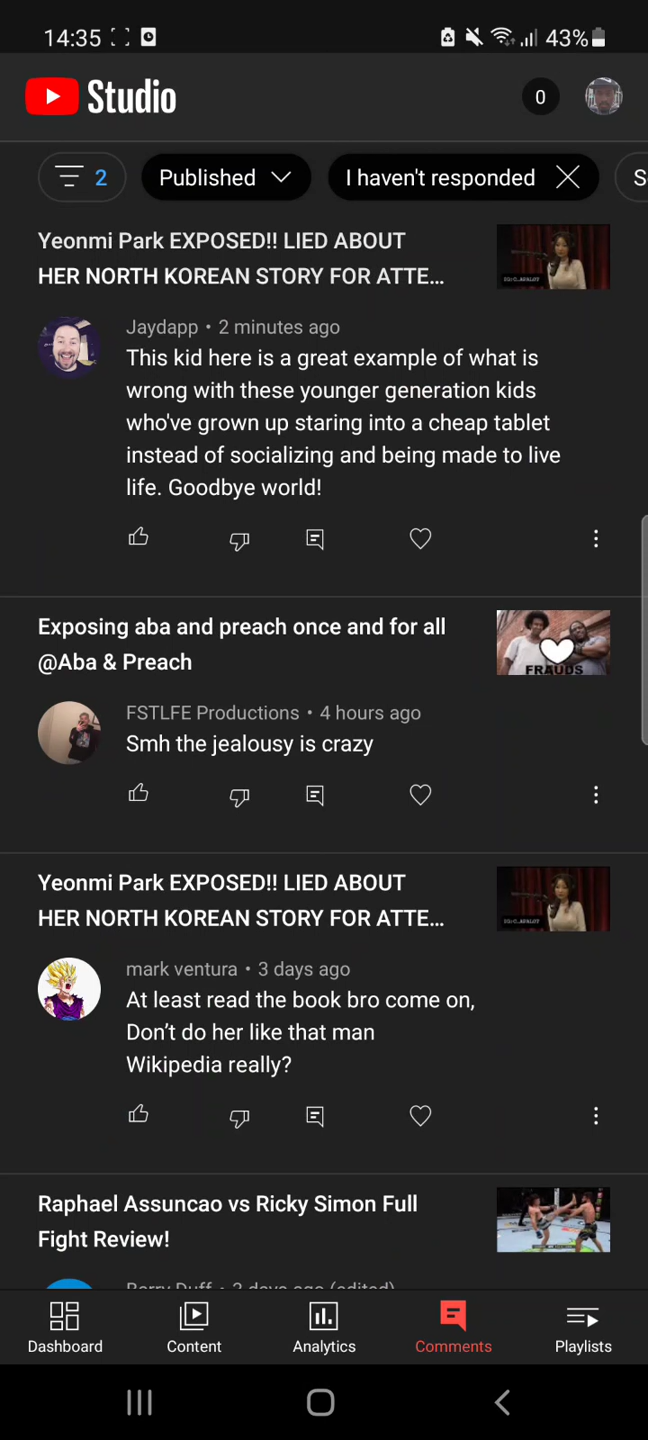 14:35
43%
Studio
0
2
Published
I haven't responded
S
Yeonmi Park EXPOSED!! LIED ABOUT
HER NORTH KOREAN STORY FOR ATTE...
Jaydapp • 2 minutes ago
This kid here is a great example of what is
wrong with these younger generation kids
who've grown up staring into a cheap tablet
instead of socializing and being made to live
life. Goodbye world!
Exposing aba and preach once and for all
@Aba & Preach
FRAUDS
FSTLFE Productions • 4 hours ago
Smh the jealousy is crazy
Yeonmi Park EXPOSED!! LIED ABOUT
HER NORTH KOREAN STORY FOR ATTE...
mark ventura • 3 days ago
At least read the book bro come on,
Don't do her like that man
Wikipedia really?
Raphael Assuncao vs Ricky Simon Full
Fight Review!
Barry Duff • 3 days ago (edited)
Dashboard
Content
Analytics
Comments
Playlists